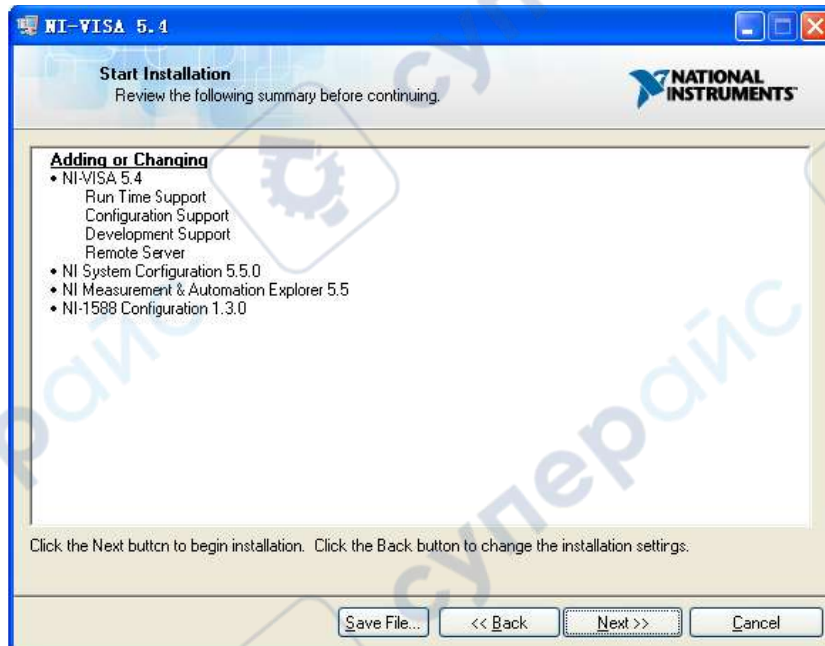 NI-VISA 5.4
Start Installation
Review the following summary before continuing.
NATIONAL
INSTRUMENTS
Adding or Changing
• NI-VISA 5.4
Run Time Support
Configuration Support
Development Support
Remote Server
• NI System Configuration 5.5.0
• NI Measurement & Automation Explorer 5.5
• NI-1588 Configuration 1.3.0
Click the Next button to begin installation. Click the Back button to change the installation settings.
Save File...
<< Back
Next >>
Cancel
суперайс